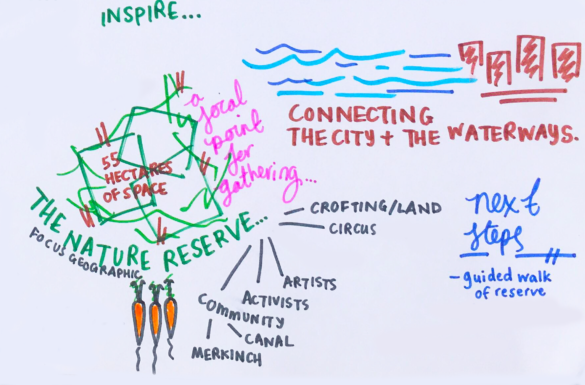 INSPIRE...
CONNECTING
THE CITY + THE WATERWAYS.
a
focal
point
for
gathering...
55
HECTARES
OF SPACE
THE NATURE RESERVE...
FOCUS GEOGRAPHIC
CROFTING/LAND
CIRCUS
ARTISTS
ACTIVISTS
COMMUNITY
CANAL
MERKINCH
next
steps
- guided walk
of reserve